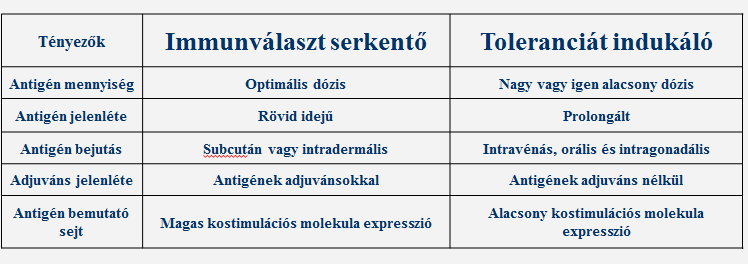 Tényezők Immunválaszt serkentő Toleranciát indukáló
Antigén mennyiség Optimális dózis Nagy vagy igen alacsony dózis
Antigén jelenléte Rövid idejű Prolongált
Antigén bejutás Subcután vagy intradermális Intravénás, orális és intragonadális
Adjuváns jelenléte Antigének adjuvánsokkal Antigének adjuváns nélkül
Antigén bemutató
sejt
Magas kostimulációs molekula expresszió
Alacsony kostimulációs molekula
expresszió